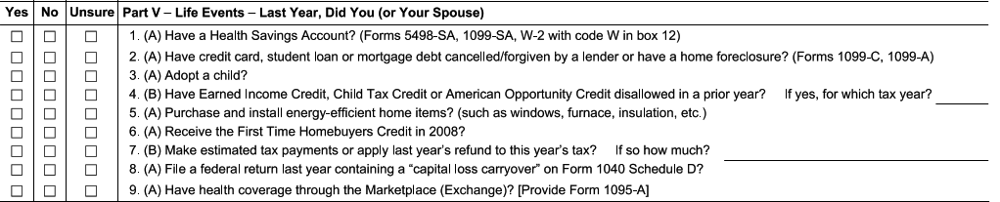 Yes No Unsure Part V – Life Events – Last Year, Did You (or Your Spouse)
☐ ☐ ☐ 1. (A) Have a Health Savings Account? (Forms 5498-SA, 1099-SA, W-2 with code W in box 12)
☐ ☐ ☐ 2. (A) Have credit card, student loan or mortgage debt cancelled/forgiven by a lender or have a home foreclosure? (Forms 1099-C, 1099-A)
☐ ☐ ☐ 3. (A) Adopt a child?
☐ ☐ ☐ 4. (B) Have Earned Income Credit, Child Tax Credit or American Opportunity Credit disallowed in a prior year? If yes, for which tax year? ________
☐ ☐ ☐ 5. (A) Purchase and install energy-efficient home items? (such as windows, furnace, insulation, etc.)
☐ ☐ ☐ 6. (A) Receive the First Time Homebuyers Credit in 2008?
☐ ☐ ☐ 7. (B) Make estimated tax payments or apply last year's refund to this year's tax? If so how much? ________
☐ ☐ ☐ 8. (A) File a federal return last year containing a "capital loss carryover" on Form 1040 Schedule D?
☐ ☐ ☐ 9. (A) Have health coverage through the Marketplace (Exchange)? [Provide Form 1095-A]